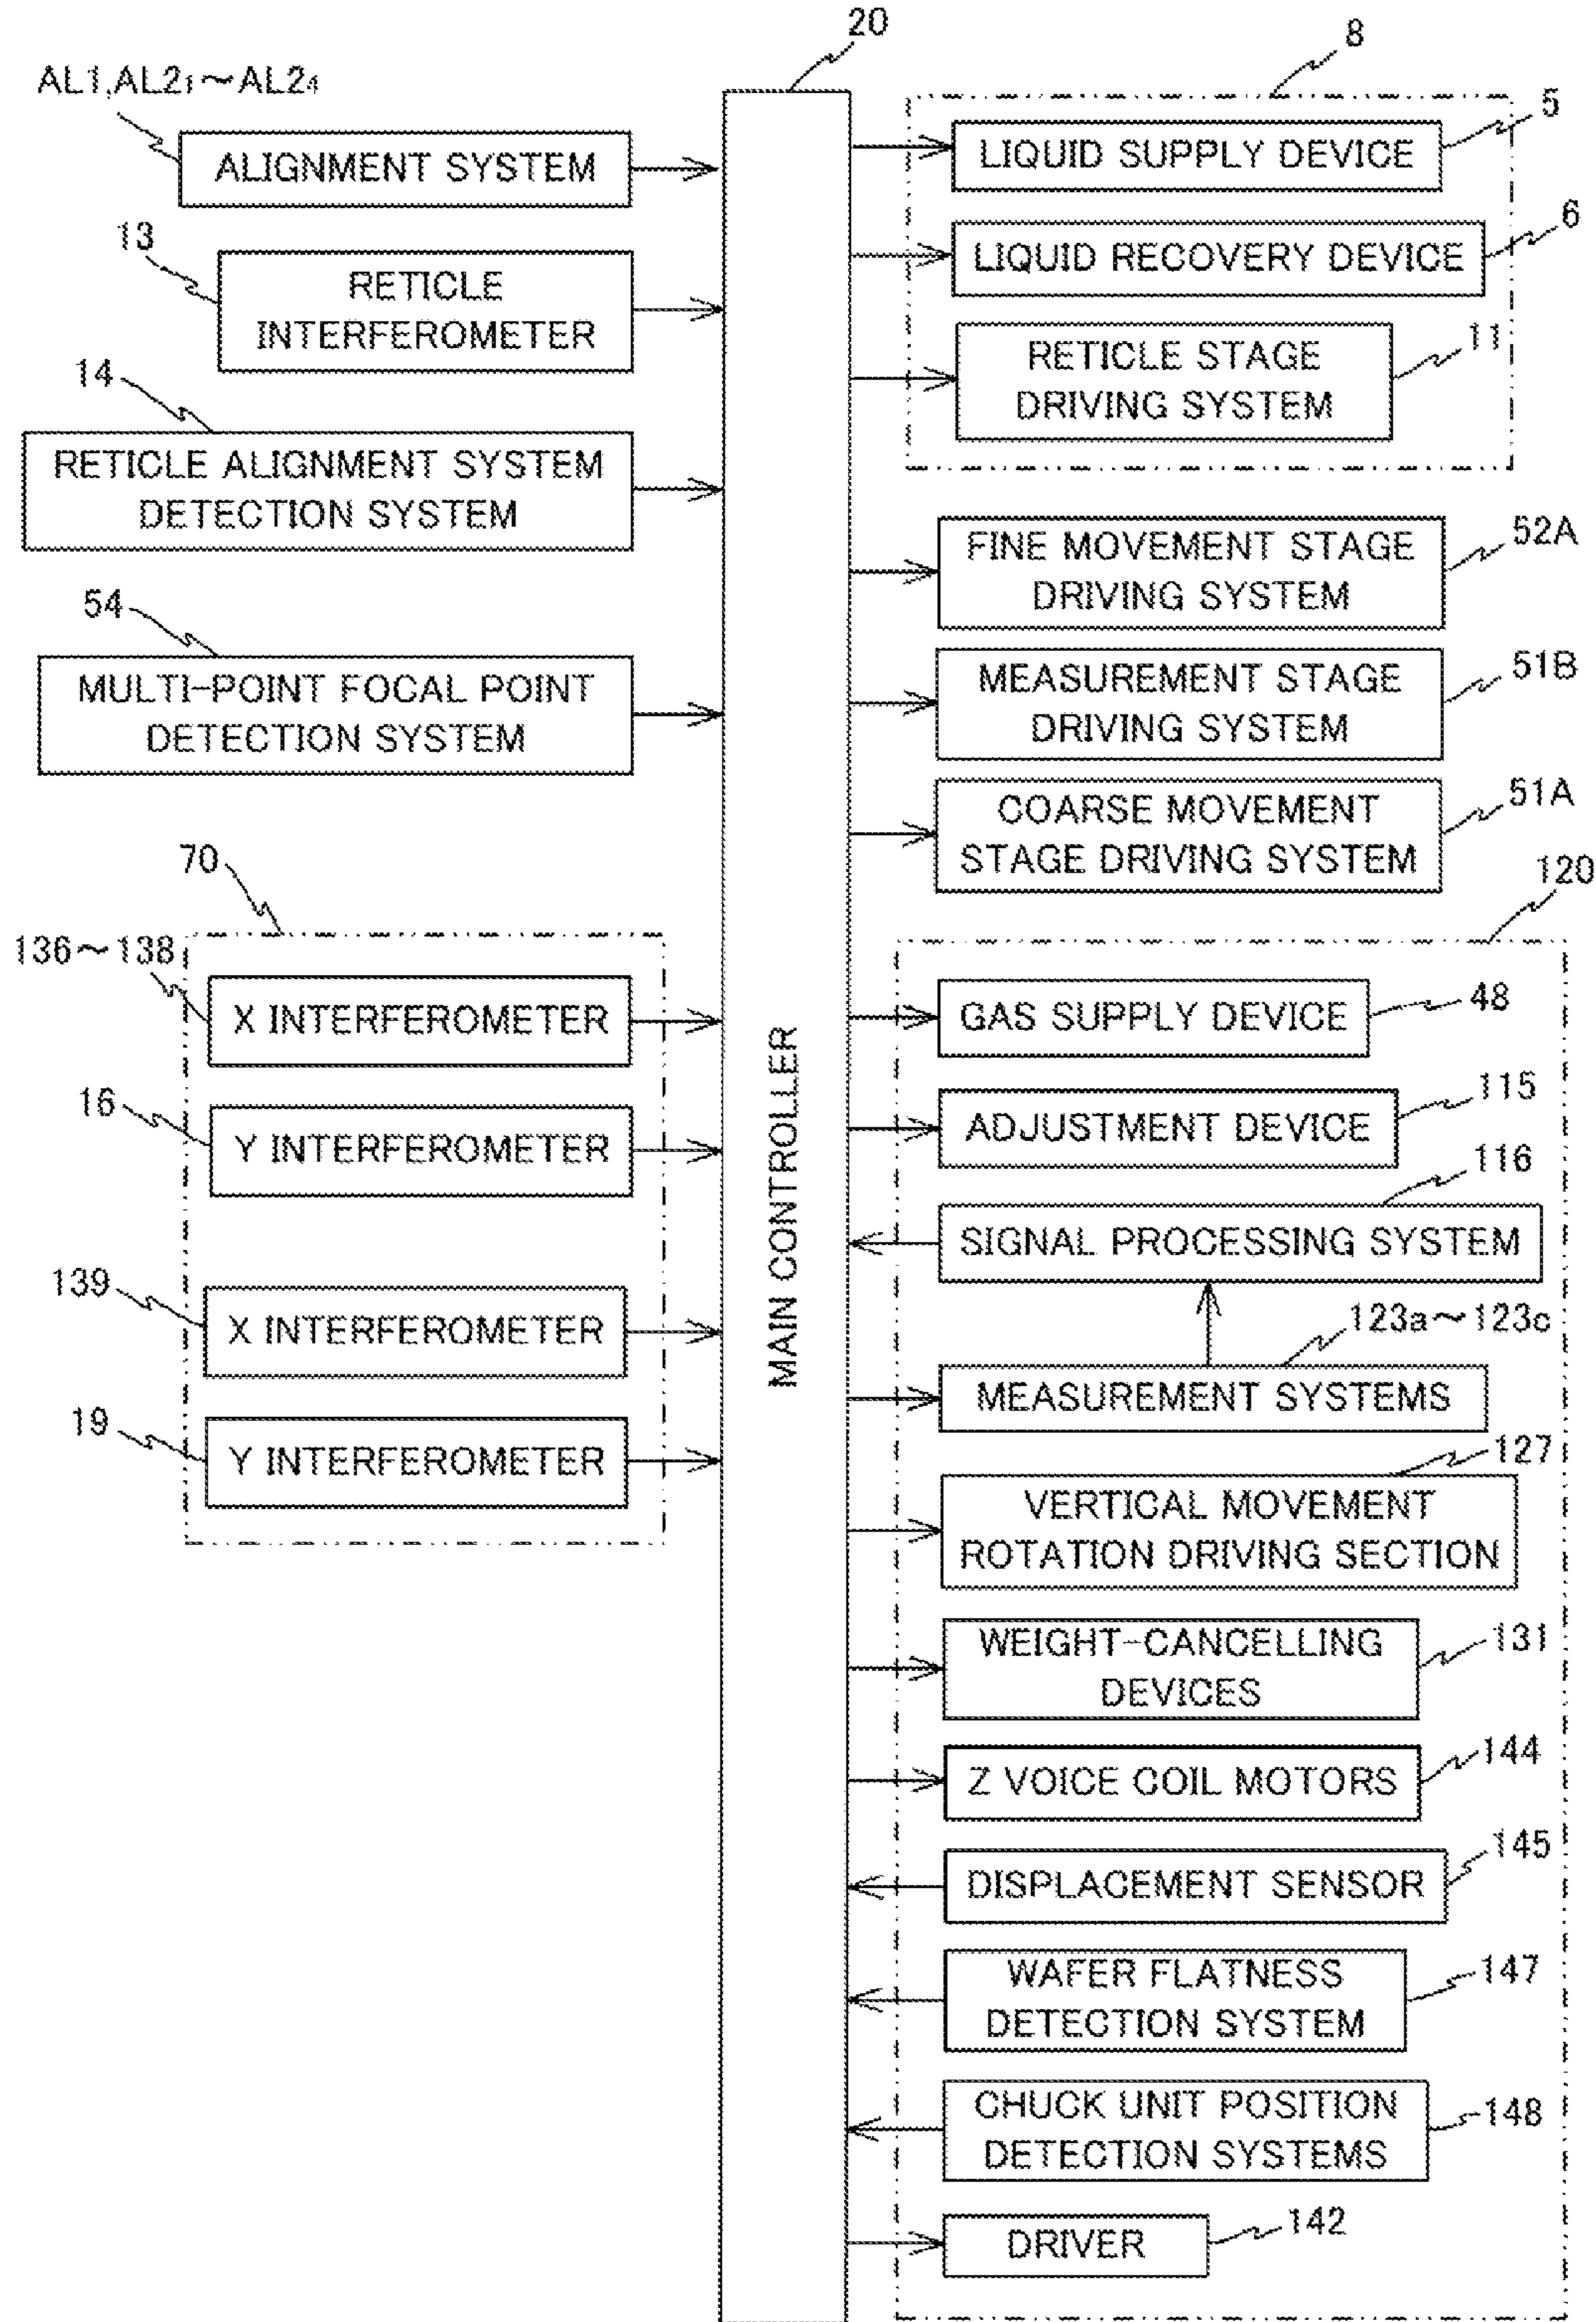 20
AL1,AL2₁～AL2₄
ALIGNMENT SYSTEM
13
RETICLE
INTERFEROMETER
14
RETICLE ALIGNMENT SYSTEM
DETECTION SYSTEM
54
MULTI-POINT FOCAL POINT
DETECTION SYSTEM
70
136～138
X INTERFEROMETER
16
Y INTERFEROMETER
139
X INTERFEROMETER
19
Y INTERFEROMETER
MAIN CONTROLLER
8
5
LIQUID SUPPLY DEVICE
6
LIQUID RECOVERY DEVICE
11
RETICLE STAGE
DRIVING SYSTEM
52A
FINE MOVEMENT STAGE
DRIVING SYSTEM
51B
MEASUREMENT STAGE
DRIVING SYSTEM
51A
COARSE MOVEMENT
STAGE DRIVING SYSTEM
120
48
GAS SUPPLY DEVICE
115
ADJUSTMENT DEVICE
116
SIGNAL PROCESSING SYSTEM
123a～123c
MEASUREMENT SYSTEMS
127
VERTICAL MOVEMENT
ROTATION DRIVING SECTION
131
WEIGHT-CANCELLING
DEVICES
144
Z VOICE COIL MOTORS
145
DISPLACEMENT SENSOR
147
WAFER FLATNESS
DETECTION SYSTEM
148
CHUCK UNIT POSITION
DETECTION SYSTEMS
142
DRIVER